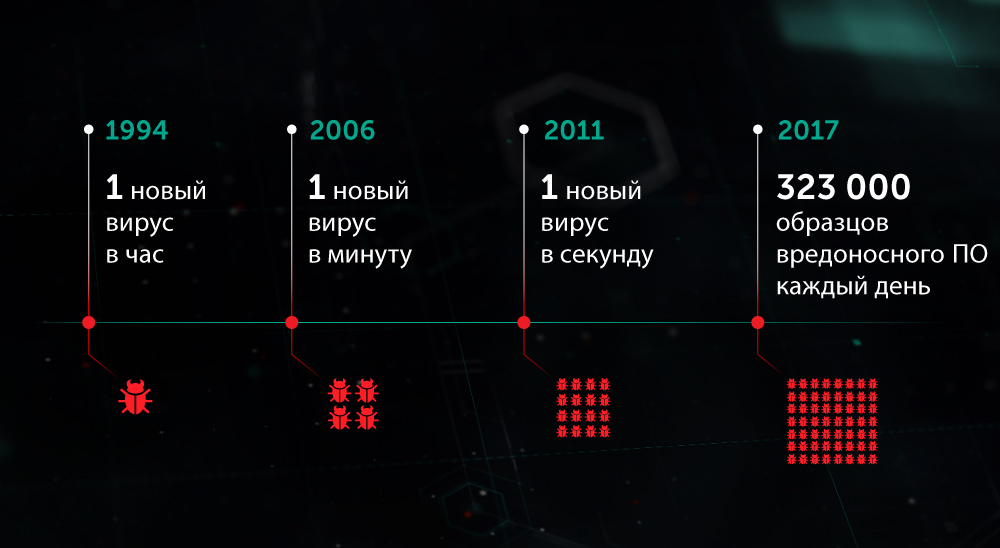 1994
1 новый
вирус
в час
2006
1 новый
вирус
в минуту
2011
1 новый
вирус
в секунду
2017
323 000
образцов
вредоносного ПО
каждый день